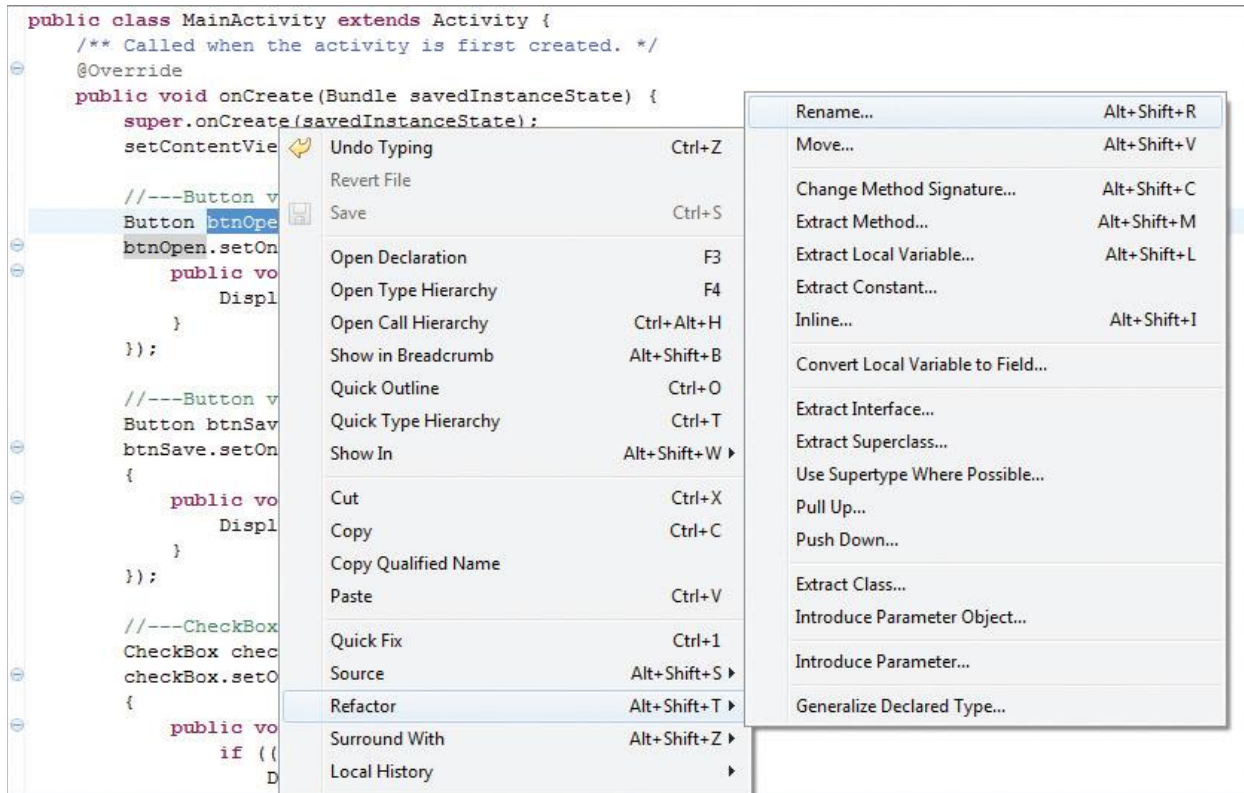 public class MainActivity extends Activity {
/** Called when the activity is first created. */
@Override
public void onCreate(Bundle savedInstanceState) {
super.onCreate(savedInstanceState);
setContentVie
//---Button v
Button btnOpe
btnOpen.setOn
public vo
Displ
}
});
//---Button v
Button btnSav
btnSave.setOn
{
public vo
Displ
}
});
//---CheckBox
CheckBox chec
checkBox.setO
{
public vo
if ((
D
Undo Typing Ctrl+Z
Revert File
Save Ctrl+S
Open Declaration F3
Open Type Hierarchy F4
Open Call Hierarchy Ctrl+Alt+H
Show in Breadcrumb Alt+Shift+B
Quick Outline Ctrl+O
Quick Type Hierarchy Ctrl+T
Show In Alt+Shift+W
Cut Ctrl+X
Copy Ctrl+C
Copy Qualified Name
Paste Ctrl+V
Quick Fix Ctrl+1
Source Alt+Shift+S
Refactor Alt+Shift+T
Surround With Alt+Shift+Z
Local History
Rename... Alt+Shift+R
Move... Alt+Shift+V
Change Method Signature... Alt+Shift+C
Extract Method... Alt+Shift+M
Extract Local Variable... Alt+Shift+L
Extract Constant...
Inline... Alt+Shift+I
Convert Local Variable to Field...
Extract Interface...
Extract Superclass...
Use Supertype Where Possible...
Pull Up...
Push Down...
Extract Class...
Introduce Parameter Object...
Introduce Parameter...
Generalize Declared Type...